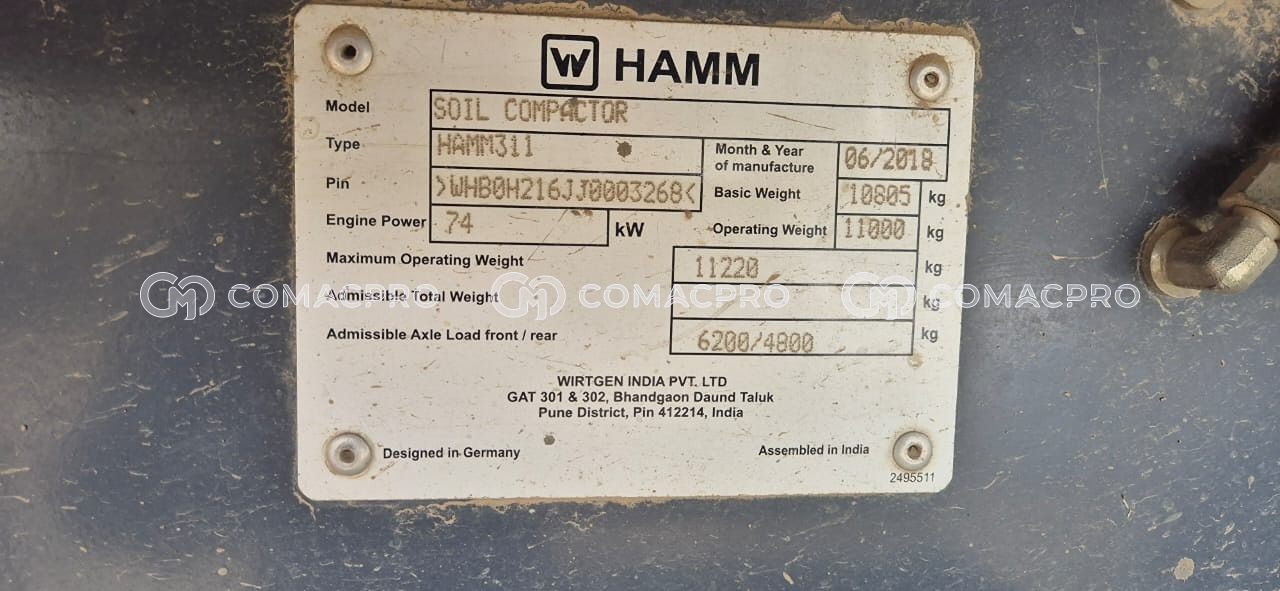 W HAMM
Model SOIL COMPACTOR
Type HAMM311 Month & Year of manufacture 06/2018
Pin >WHB0H216JJ0003268< Basic Weight 10805 kg
Engine Power 74 kW Operating Weight 11000 kg
Maximum Operating Weight 11220 kg
Admissible Total Weight kg
COMACPRO COMACPRO COMACPRO
Admissible Axle Load front / rear 6200/4800 kg
WIRTGEN INDIA PVT. LTD
GAT 301 & 302, Bhandgaon Daund Taluk
Pune District, Pin 412214, India
Designed in Germany Assembled in India
2495511